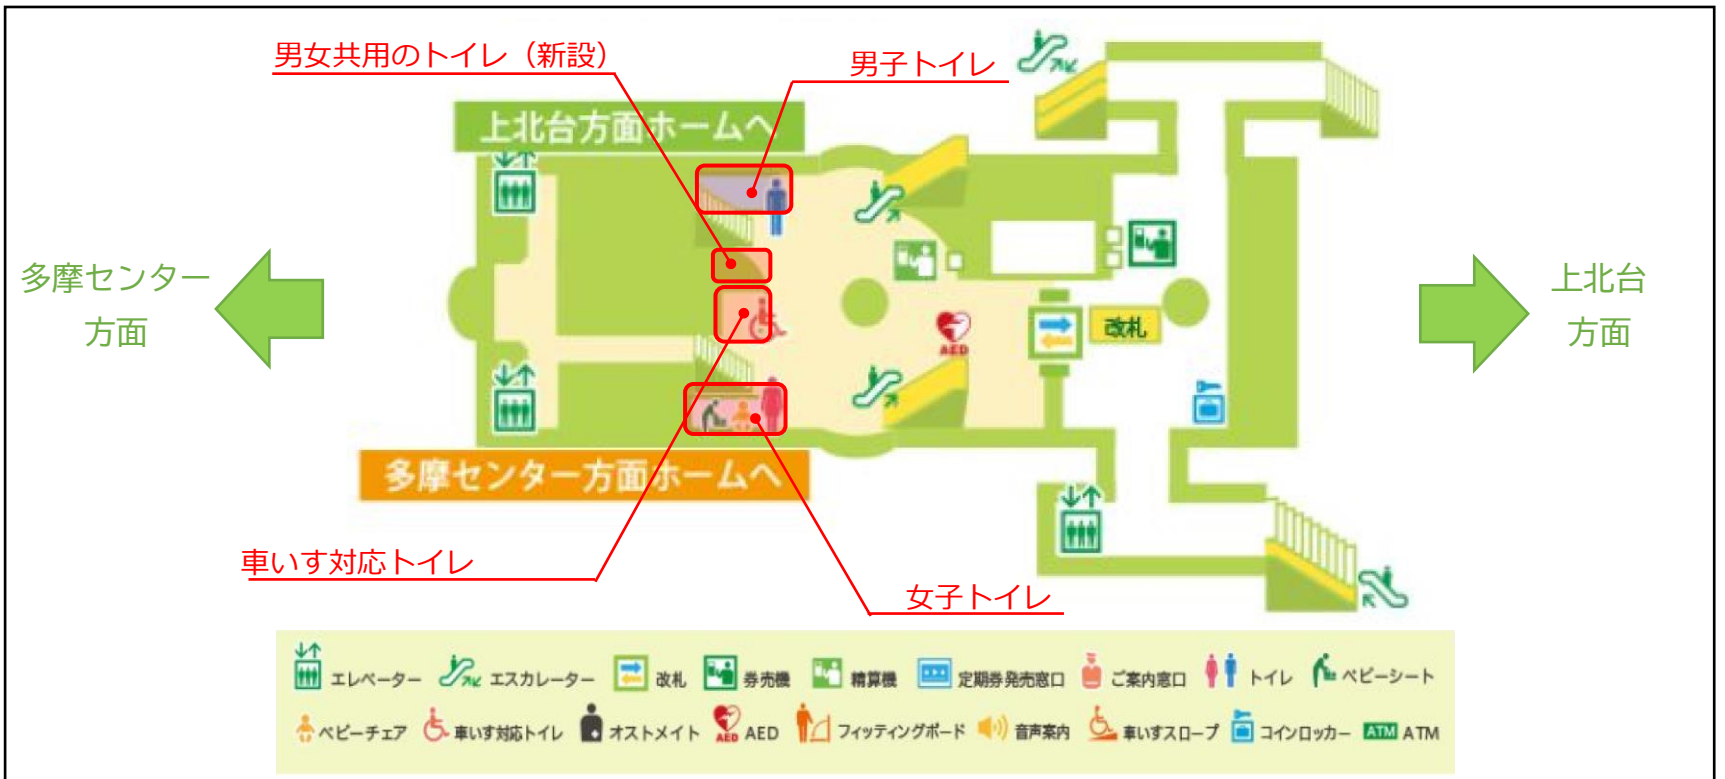 男女共用のトイレ（新設）
男子トイレ
上北台方面ホームへ
多摩センター
方面
上北台
方面
改札
AED
多摩センター方面ホームへ
車いす対応トイレ
女子トイレ
エレベーター エスカレーター 改札 券売機 精算機 定期券発売窓口 ご案内窓口 トイレ ベビーシート
ベビーチェア 車いす対応トイレ オストメイト AED AED フィッティングボード 音声案内 車いすスロープ コインロッカー ATM ATM